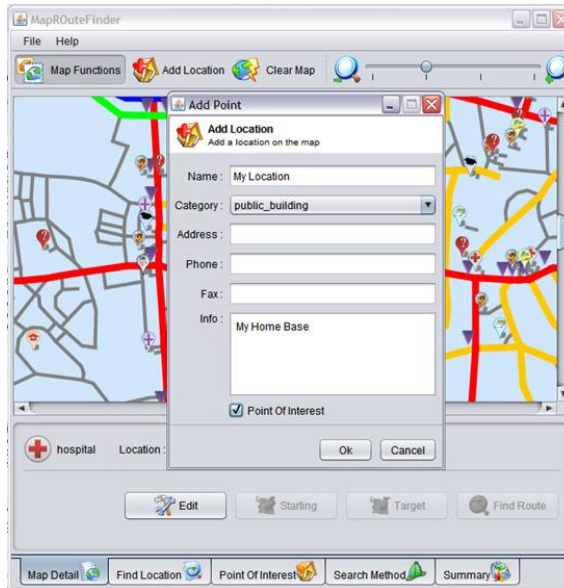 MapROuteFinder
File Help
Map Functions Add Location Clear Map
Add Point
Add Location
Add a location on the map
Name : My Location
Category : public_building
Address :
Phone :
Fax :
Info : My Home Base
Point Of Interest
Ok Cancel
hospital Location :
Edit Starting Target Find Route
Map Detail Find Location Point Of Interest Search Method Summary